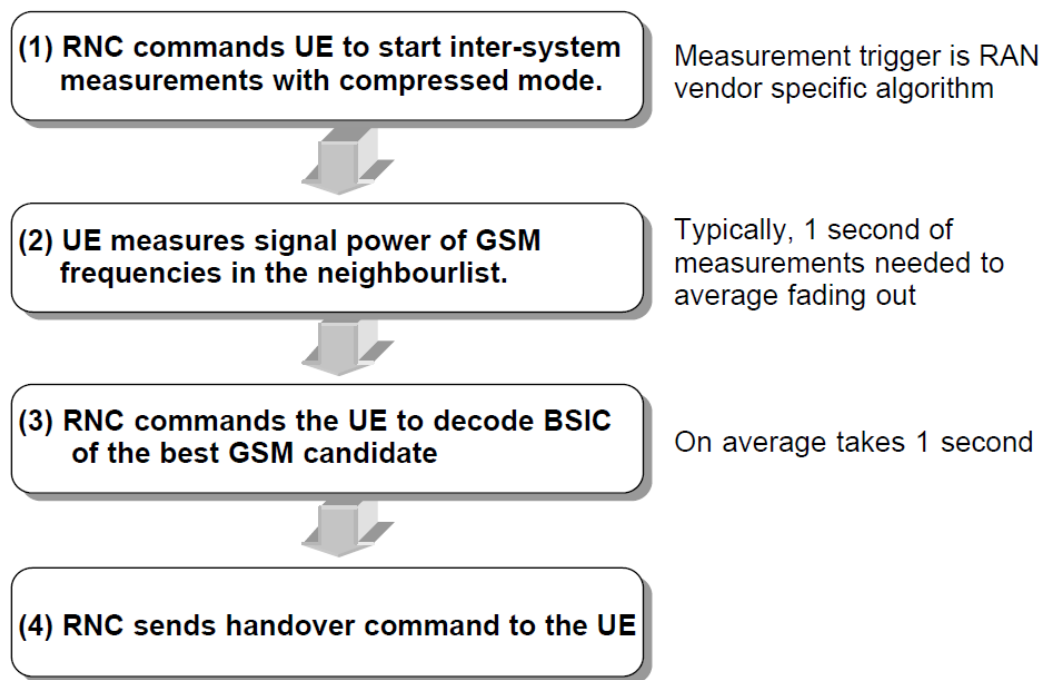 (1) RNC commands UE to start inter-system
measurements with compressed mode.
Measurement trigger is RAN
vendor specific algorithm
(2) UE measures signal power of GSM
frequencies in the neighbourlist.
Typically, 1 second of
measurements needed to
average fading out
(3) RNC commands the UE to decode BSIC
of the best GSM candidate
On average takes 1 second
(4) RNC sends handover command to the UE